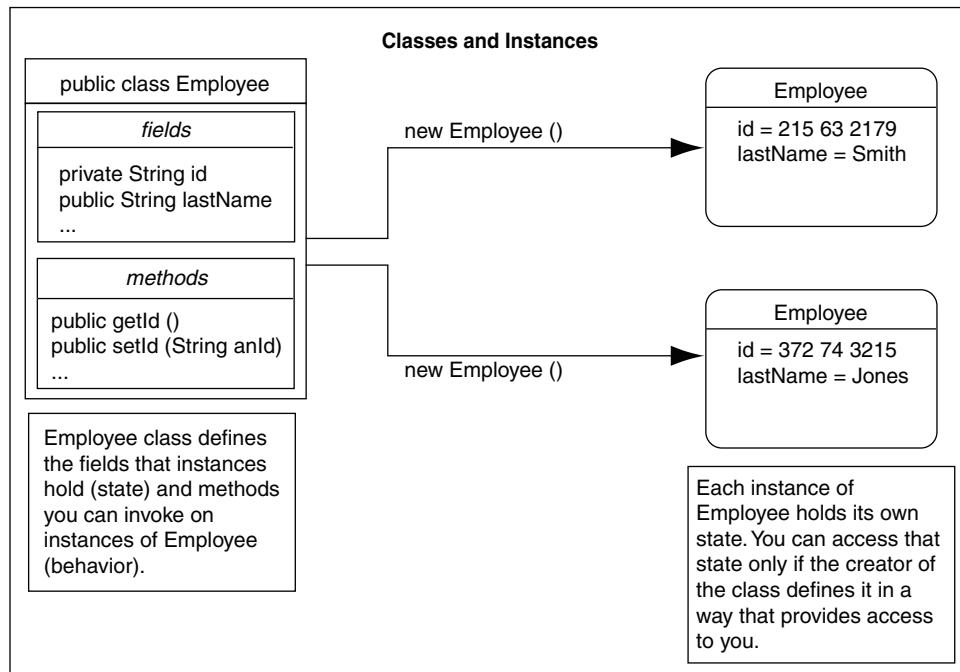 Classes and Instances
public class Employee
fields
private String id
public String lastName
...
methods
public getId ()
public setId (String anId)
...
Employee class defines
the fields that instances
hold (state) and methods
you can invoke on
instances of Employee
(behavior).
new Employee ()
new Employee ()
Employee
id = 215 63 2179
lastName = Smith
Employee
id = 372 74 3215
lastName = Jones
Each instance of
Employee holds its own
state. You can access that
state only if the creator of
the class defines it in a
way that provides access
to you.